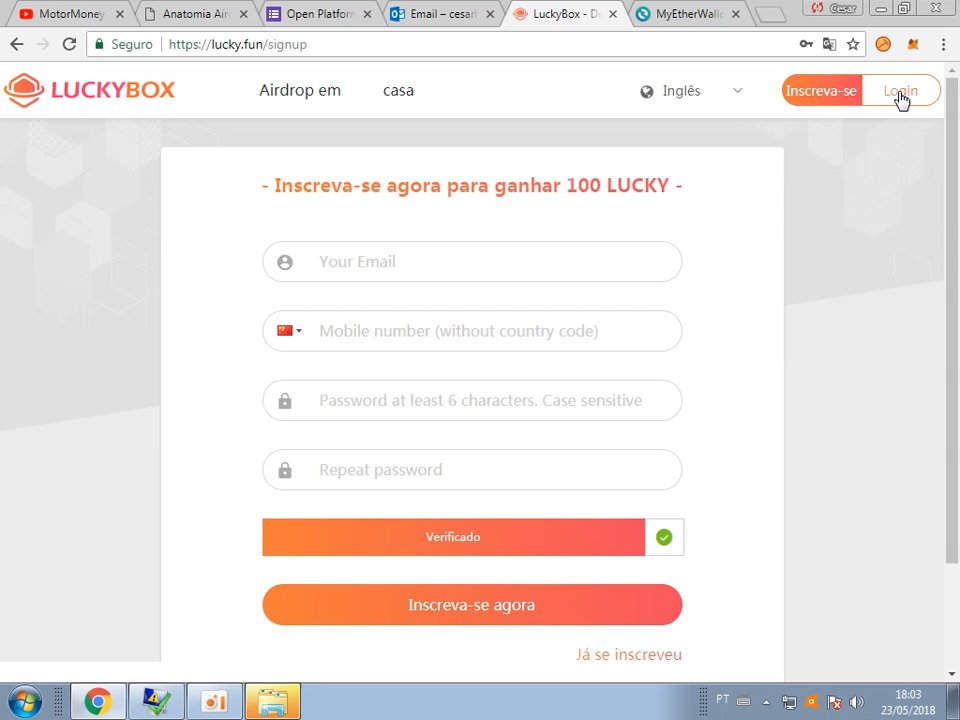 MotorMoney
Anatomia Air
Open Platform
Email – cesarl
LuckyBox - De
MyEtherWalle
Cesar
Seguro
https://lucky.fun/signup
LUCKYBOX
Airdrop em
casa
Inglês
Inscreva-se
Login
- Inscreva-se agora para ganhar 100 LUCKY -
Your Email
Mobile number (without country code)
Password at least 6 characters. Case sensitive
Repeat password
Verificado
Inscreva-se agora
Já se inscreveu
PT
18:03
23/05/2018